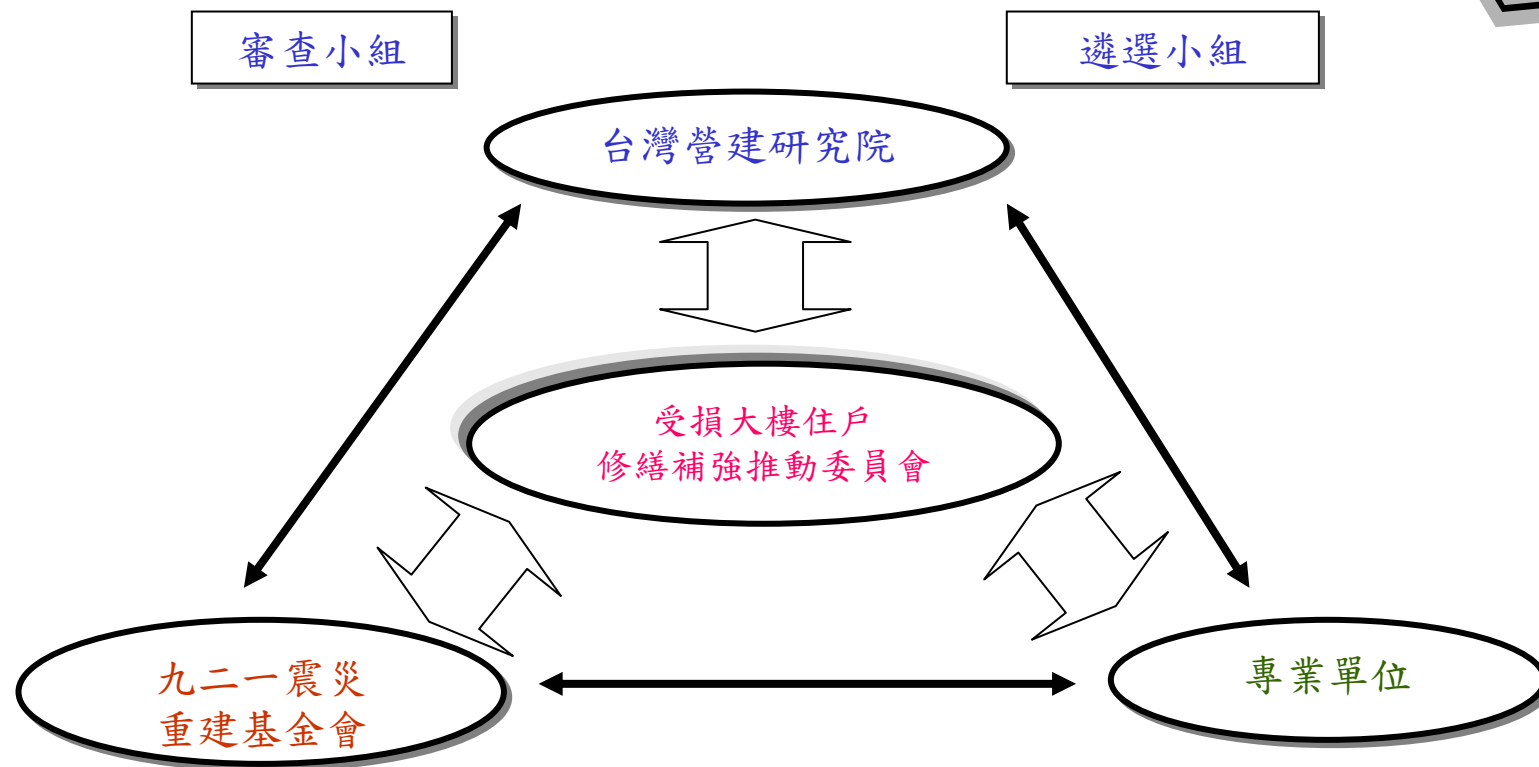 審查小組
遴選小組
台灣營建研究院
受損大樓住戶
修繕補強推動委員會
九二一震災
重建基金會
專業單位